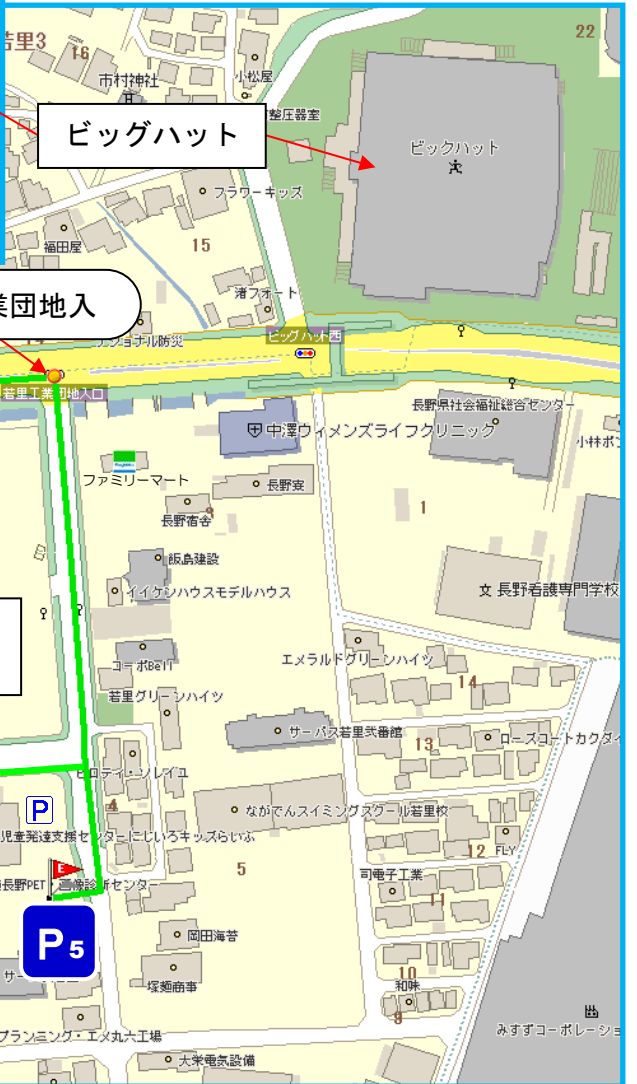 若里3
16
市村神社
小松屋
22
整圧器室
ビッグハット
ビックハット
フラワーキッズ
15
福田屋
渚フォート
業団地入
ナショナル防災
ビッグハット西
若里工業団地入口
長野県社会福祉総合センター
中澤ウィメンズライフクリニック
小林ポン
ファミリーマート
長野寮
長野宿舎
1
飯島建設
イイケンハウスモデルハウス
文 長野看護専門学校
コーポBell
エメラルドグリーンハイツ
14
若里グリーンハイツ
サーパス若里弐番館
13
ローズコートカクダイ
ピロティ・ソレイユ
4
P
ながでんスイミングスクール若里校
児童発達支援センターにじいろキッズらいふ
12
FLY
5
E
長野PET・画像診断センター
司電子工業
11
P5
岡田海苔
サー
塚麺商事
10
和味
9
みすずコーポレーショ
プランニング・エメ丸六工場
大栄電気設備